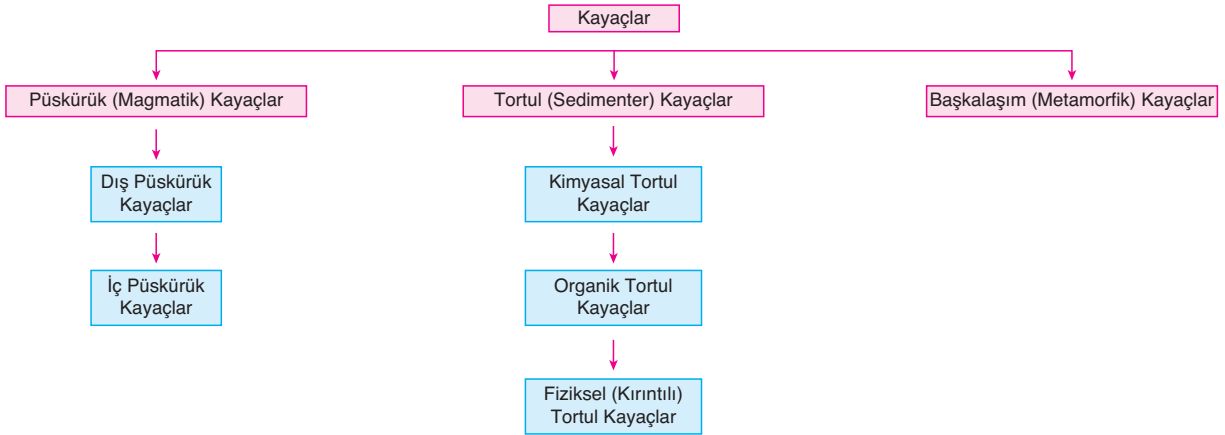 Kayaçlar
Püskürük (Magmatik) Kayaçlar
Tortul (Sedimenter) Kayaçlar
Başkalaşım (Metamorfik) Kayaçlar
Dış Püskürük
Kayaçlar
Kimyasal Tortul
Kayaçlar
İç Püskürük
Kayaçlar
Organik Tortul
Kayaçlar
Fiziksel (Kırıntılı)
Tortul Kayaçlar